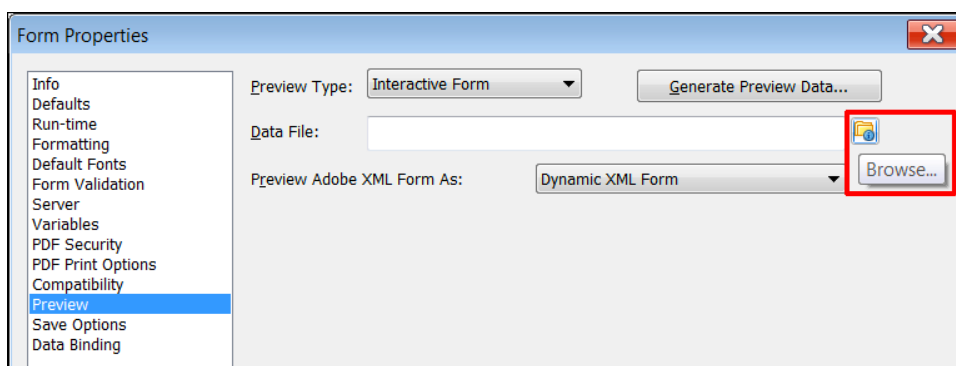 Form Properties
Info
Defaults
Run-time
Formatting
Default Fonts
Form Validation
Server
Variables
PDF Security
PDF Print Options
Compatibility
Preview
Save Options
Data Binding
Preview Type: Interactive Form Generate Preview Data...
Data File:
Browse...
Preview Adobe XML Form As: Dynamic XML Form